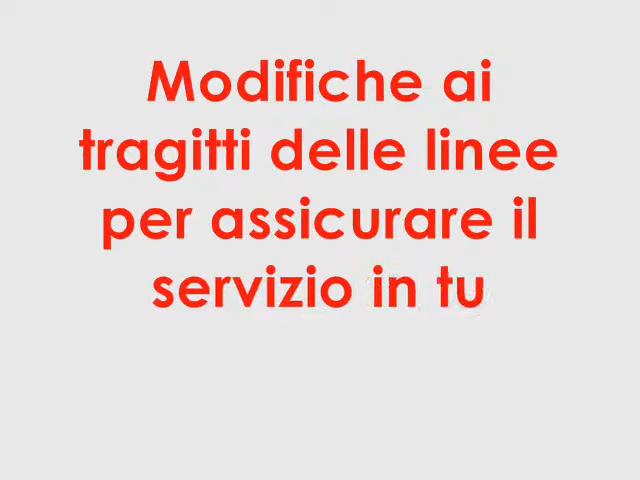 Modifiche ai
tragitti delle linee
per assicurare il
servizio in tu